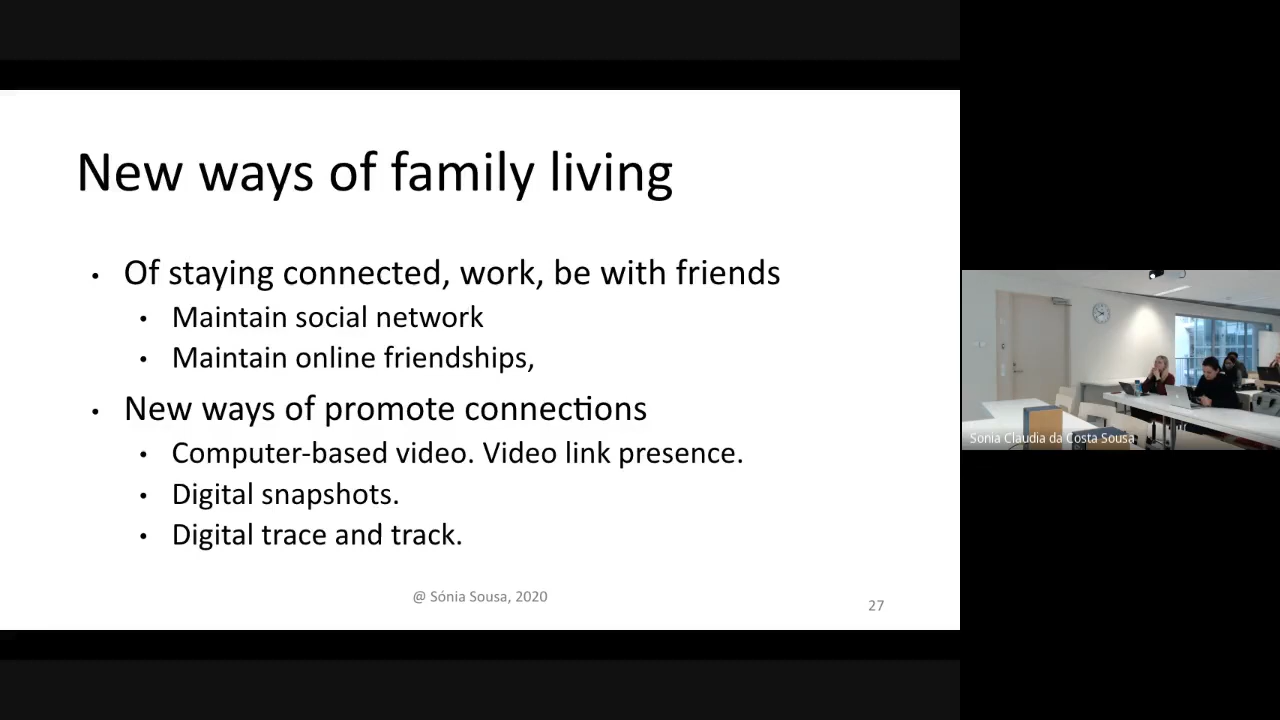 New ways of family living
• Of staying connected, work, be with friends
• Maintain social network
• Maintain online friendships,
• New ways of promote connections
• Computer-based video. Video link presence.
• Digital snapshots.
• Digital trace and track.
@ Sónia Sousa, 2020
27
Sonia Claudia da Costa Sousa